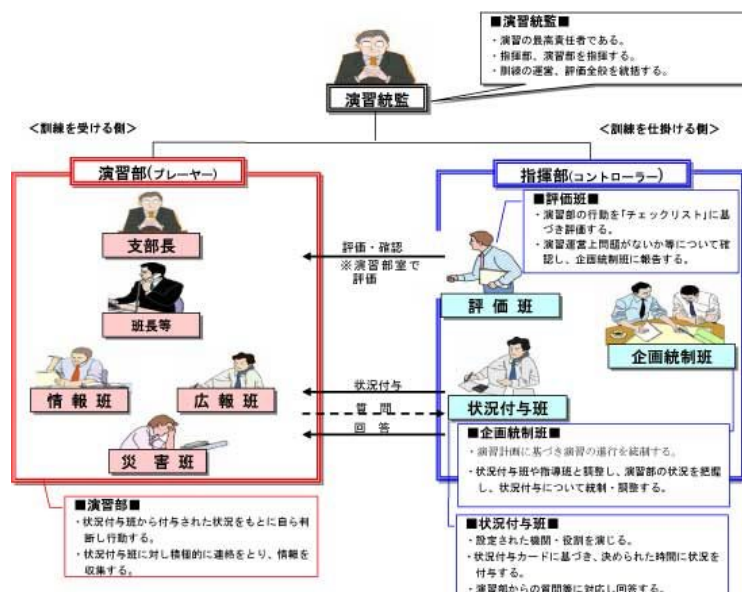 ■演習統監■
・演習の最高責任者である。
・指揮部、演習部を指揮する。
・訓練の運営、評価全般を統括する。
演習統監
<訓練を受ける側>
<訓練を仕掛ける側>
演習部(プレーヤー)
指揮部(コントローラー)
支部長
班長等
情報班
広報班
災害班
評価・確認
※演習部室で
評価
状況付与
質問
回答
■評価班■
・演習部の行動を「チェックリスト」に基
づき評価する。
・演習運営上問題がないか等について確
認し、企画統制班に報告する。
評価班
企画統制班
状況付与班
■企画統制班■
・演習計画に基づき演習の進行を統制する。
・状況付与班や指導班と調整し、演習部の状況を把握
し、状況付与について統制・調整する。
■演習部■
・状況付与班から付与された状況をもとに自ら判
断し行動する。
・状況付与班に対し積極的に連絡をとり、情報を
収集する。
■状況付与班■
・設定された機関・役割を演じる。
・状況付与カードに基づき、決められた時間に状況を
付与する。
・演習部からの質問等に対応し回答する。